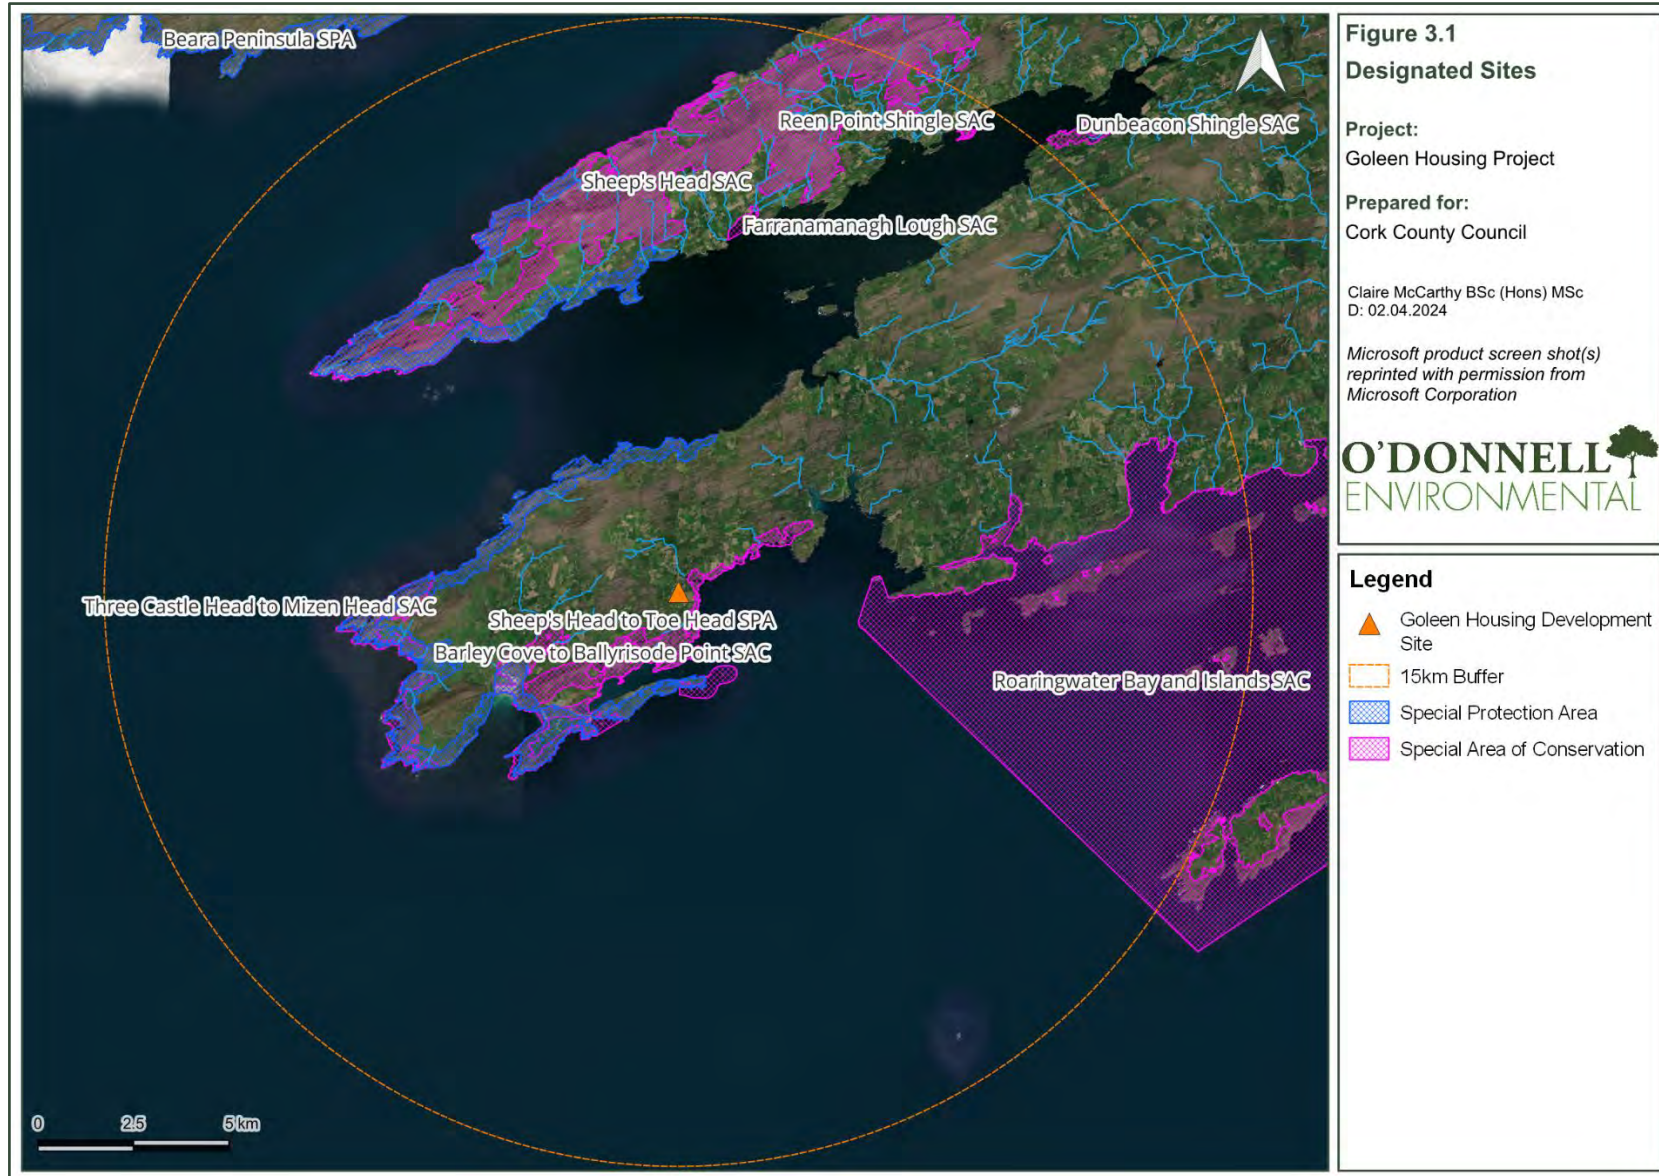 Beara Peninsula SPA
Reen Point Shingle SAC
Dunbeacon Shingle SAC
Sheep's Head SAC
Farranamanagh Lough SAC
Three Castle Head to Mizen Head SAC
Sheep's Head to Toe Head SPA
Barley Cove to Ballyrisode Point SAC
Roaringwater Bay and Islands SAC
0 2.5 5 km
Figure 3.1
Designated Sites
Project:
Goleen Housing Project
Prepared for:
Cork County Council
Claire McCarthy BSc (Hons) MSc
D: 02.04.2024
Microsoft product screen shot(s)
reprinted with permission from
Microsoft Corporation
O'DONNELL
ENVIRONMENTAL
Legend
Goleen Housing Development
Site
15km Buffer
Special Protection Area
Special Area of Conservation